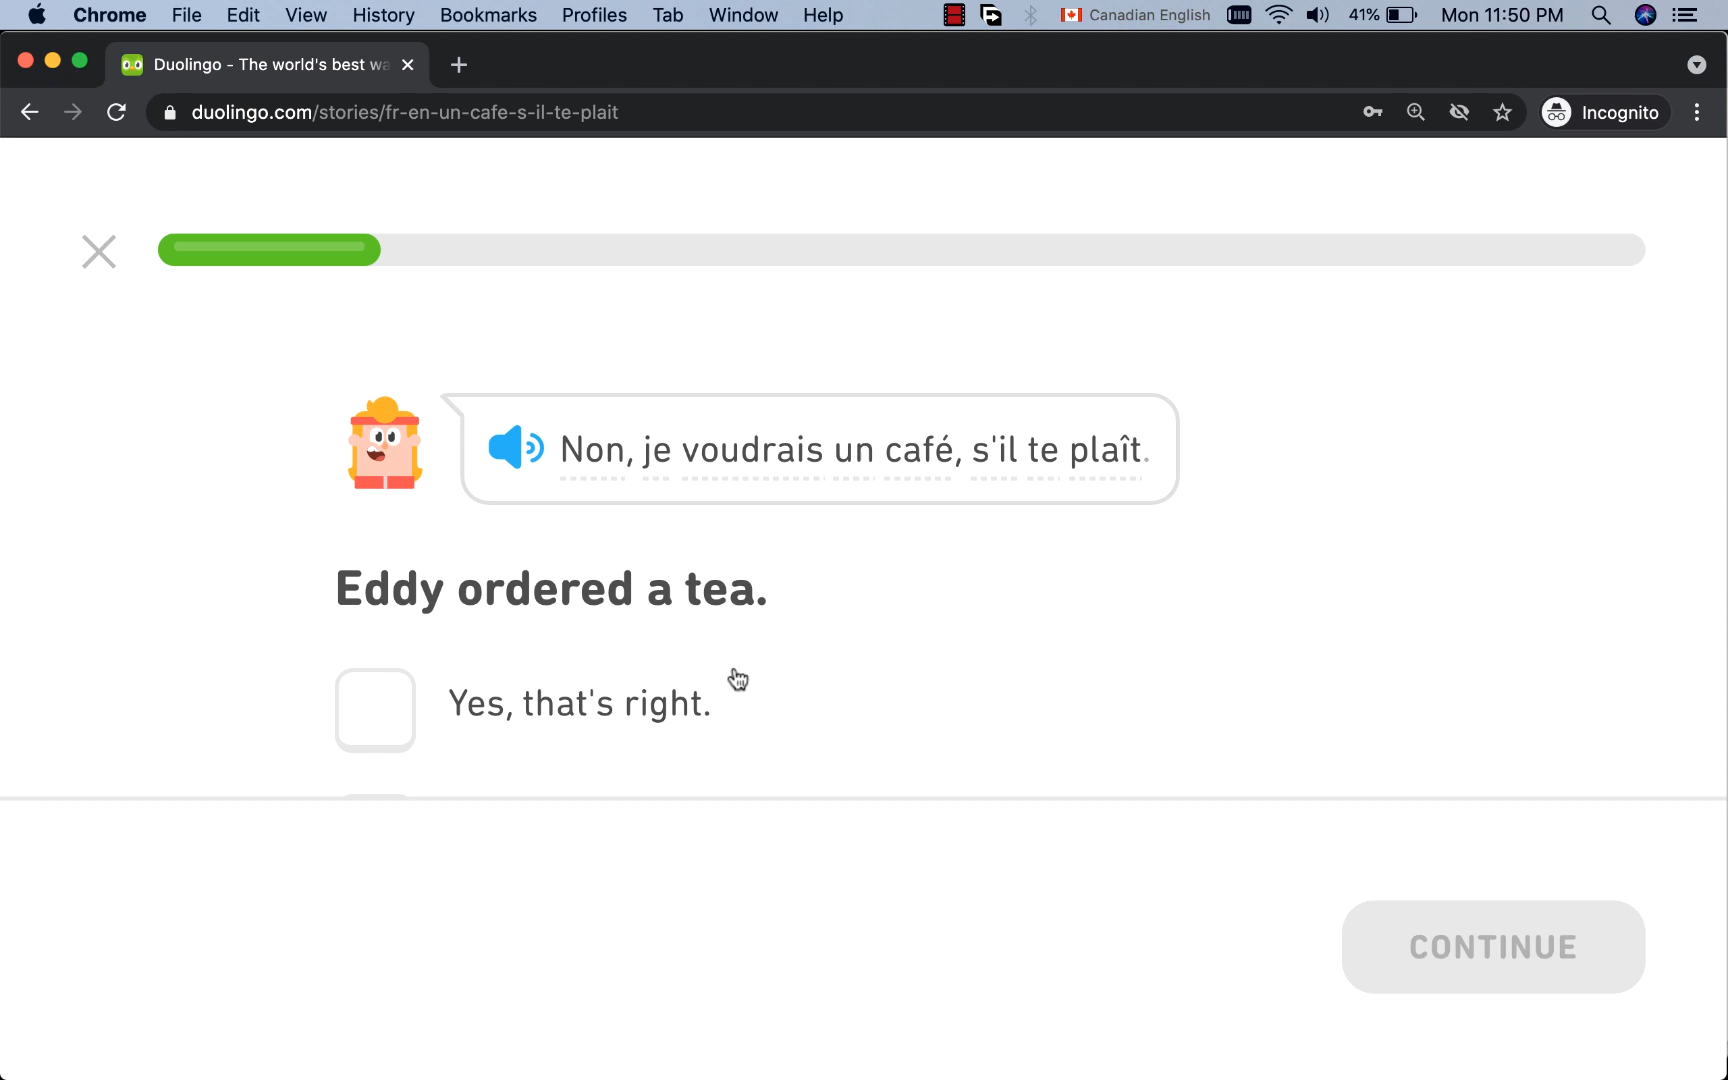 Chrome File Edit View History Bookmarks Profiles Tab Window Help Canadian English 41% Mon 11:50 PM
Duolingo - The world's best wa
duolingo.com/stories/fr-en-un-cafe-s-il-te-plait Incognito
Non, je voudrais un café, s'il te plaît.
Eddy ordered a tea.
Yes, that's right.
CONTINUE